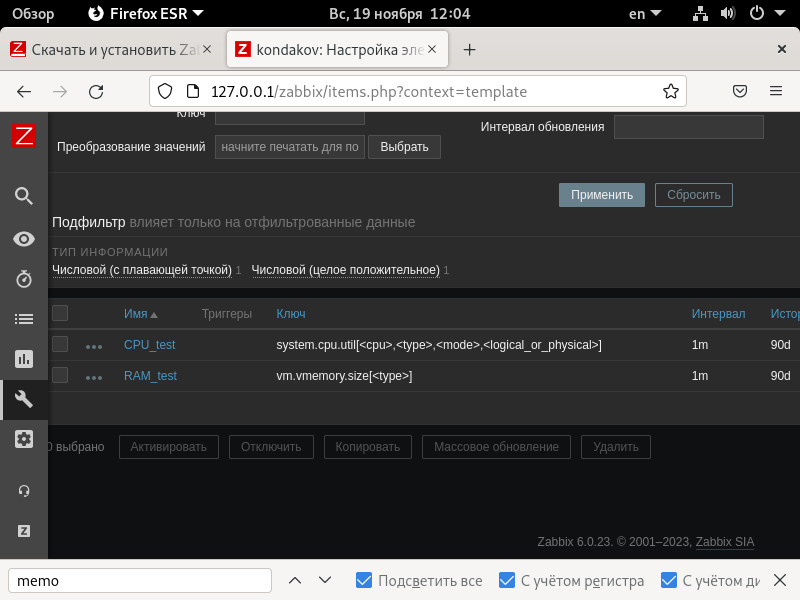 Обзор Firefox ESR Вс, 19 ноября 12:04 en
Скачать и установить Za kondakov: Настройка эле
127.0.0.1/zabbix/items.php?context=template
Ключ
Интервал обновления
Преобразование значений начните печатать для по Выбрать
Применить Сбросить
Подфильтр влияет только на отфильтрованные данные
ТИП ИНФОРМАЦИИ
Числовой (с плавающей точкой) 1 Числовой (целое положительное) 1
Имя Триггеры Ключ Интервал Истор
CPU_test system.cpu.util[<cpu>,<type>,<mode>,<logical_or_physical>] 1m 90d
RAM_test vm.vmemory.size[<type>] 1m 90d
0 выбрано Активировать Отключить Копировать Массовое обновление Удалить
Zabbix 6.0.23. © 2001–2023, Zabbix SIA
memo Подсветить все С учётом регистра С учётом ди